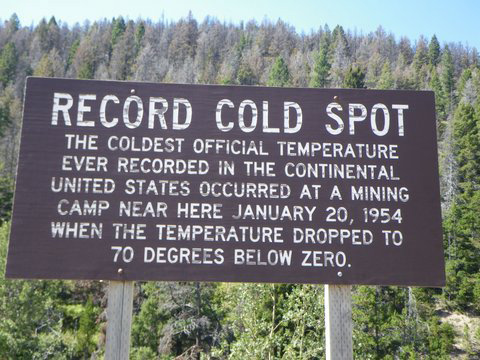 RECORD COLD SPOT
THE COLDEST OFFICIAL TEMPERATURE
EVER RECORDED IN THE CONTINENTAL
UNITED STATES OCCURRED AT A MINING
CAMP NEAR HERE JANUARY 20, 1954
WHEN THE TEMPERATURE DROPPED TO
70 DEGREES BELOW ZERO.